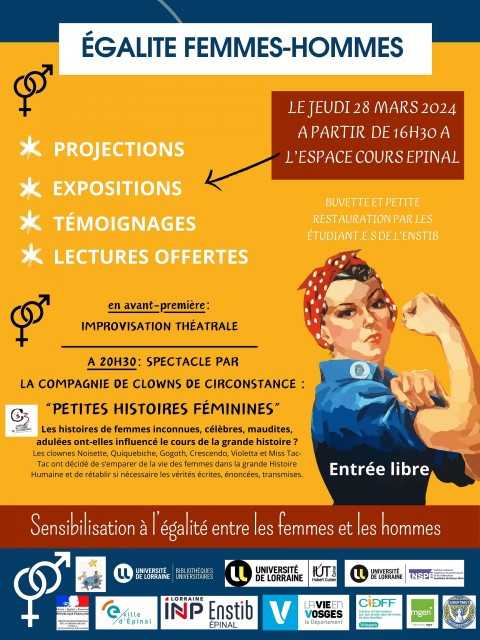 ÉGALITE FEMMES-HOMMES
LE JEUDI 28 MARS 2024
A PARTIR DE 16H30 A
L'ESPACE COURS EPINAL
PROJECTIONS
EXPOSITIONS
TÉMOIGNAGES
LECTURES OFFERTES
BUVETTE ET PETITE
RESTAURATION PAR LES
ÉTUDIANT.E.S DE L'ENSTIB
en avant-première :
IMPROVISATION THÉATRALE
A 20H30 : SPECTACLE PAR
LA COMPAGNIE DE CLOWNS DE CIRCONSTANCE :
"PETITES HISTOIRES FÉMININES"
Les histoires de femmes inconnues, célèbres, maudites,
adulées ont-elles influencé le cours de la grande histoire ?
Les clownes Noisette, Quiquebiche, Gogoth, Crescendo, Violetta et Miss Tac-
Tac ont décidé de s'emparer de la vie des femmes dans la grande Histoire
Humaine et de rétablir si nécessaire les vérités écrites, énoncées, transmises.
Entrée libre
Sensibilisation à l'égalité entre les femmes et les hommes
UNIVERSITÉ
DE LORRAINE
BIBLIOTHÈQUES
UNIVERSITAIRES
UNIVERSITÉ
DE LORRAINE
IUT
Hubert Curien
UNIVERSITÉ
DE LORRAINE
INSPÉ
ville
d'Épinal
LORRAINE
INP
Enstib
ÉPINAL
V
LA VIE EN
VOSGES
le Département
CIDFF
mgen